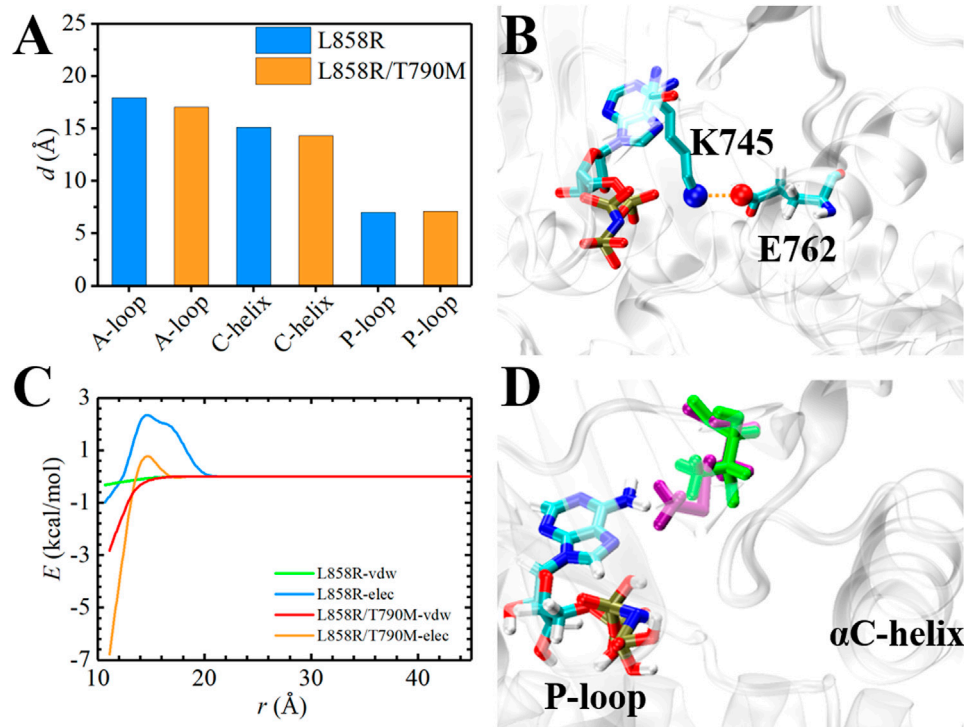 A
d (Å)
25
20
15
10
5
0
L858R
L858R/T790M
A-loop
A-loop
C-helix
C-helix
P-loop
P-loop
B
K745
E762
C
E (kcal/mol)
3
1
-1
-3
-5
-7
L858R-vdw
L858R-elec
L858R/T790M-vdw
L858R/T790M-elec
10
20
30
40
r (Å)
D
αC-helix
P-loop